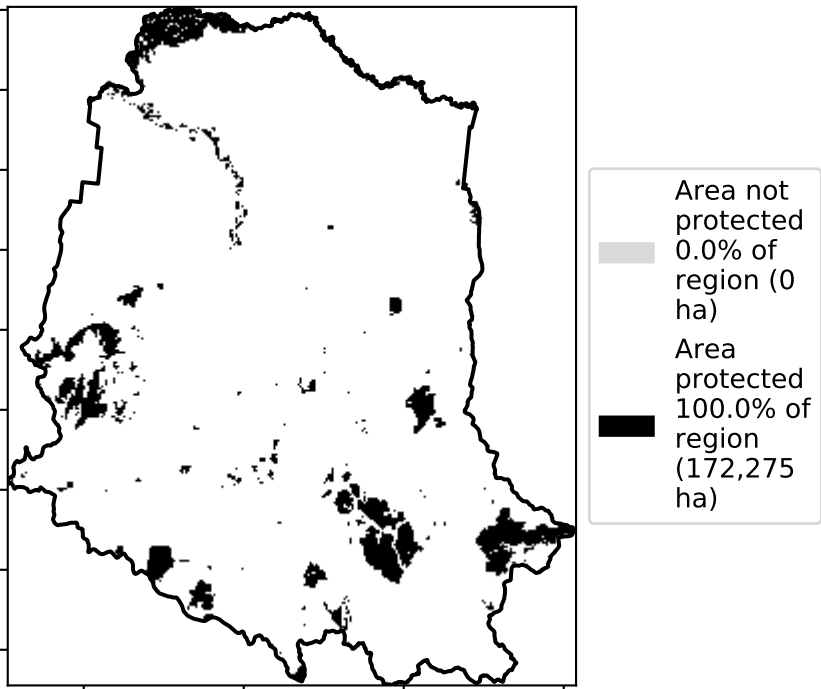 Area not
protected
0.0% of
region (0
ha)
Area
protected
100.0% of
region
(172,275
ha)